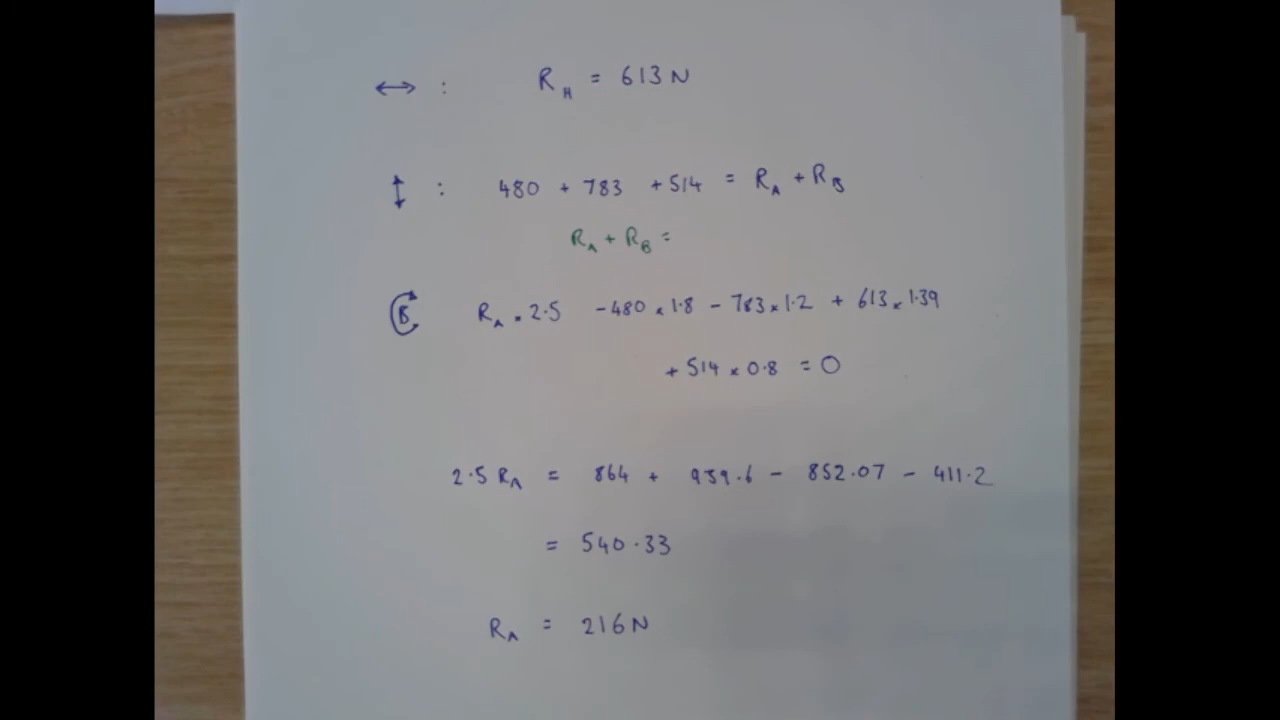 ↔ : R_H = 613 N
↕ : 480 + 783 + 514 = R_A + R_B
R_A + R_B =
B R_A × 2·5 - 480 × 1·8 - 783 × 1·2 + 613 × 1·39
+ 514 × 0·8 = 0
2·5 R_A = 864 + 939·6 - 852·07 - 411·2
= 540·33
R_A = 216 N